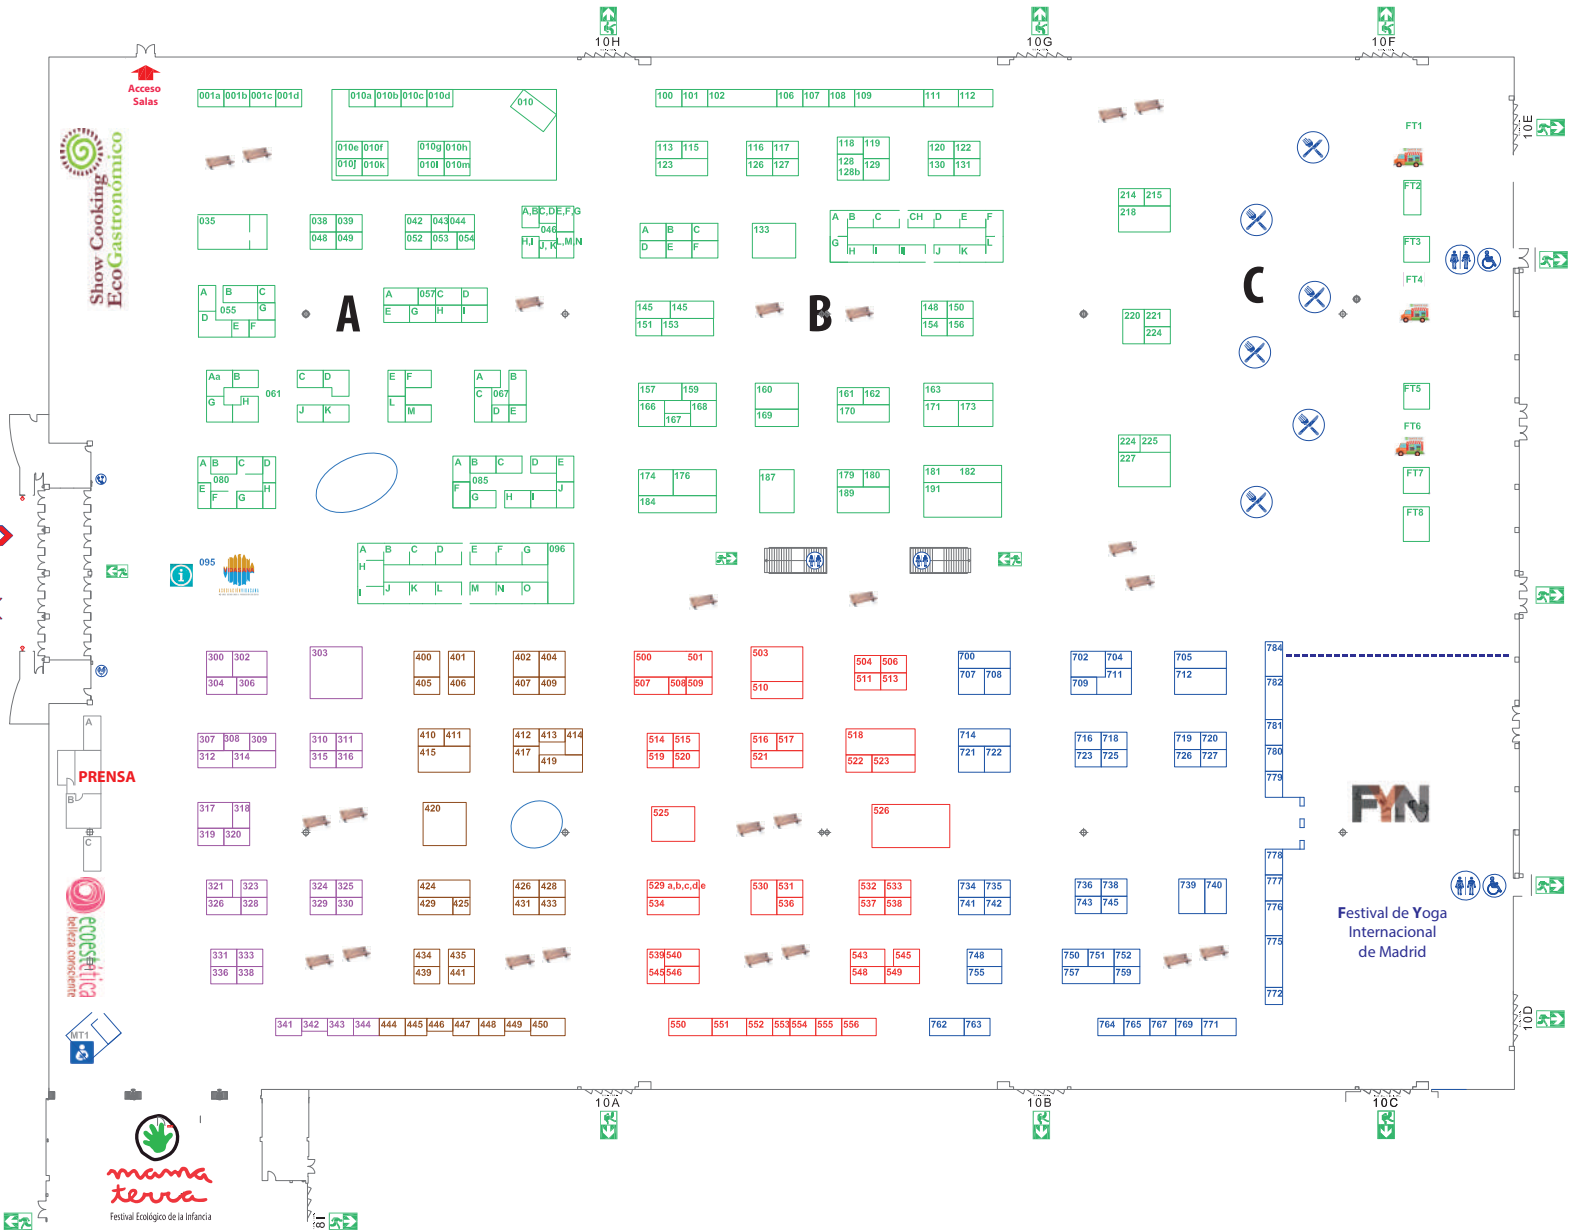 10H 10G 10F
Acceso
Salas
001a 001b 001c 001d 010a 010b 010c 010d 010 100 101 102 106 107 108 109 111 112
10E
FT1
Show Cooking
EcoGastronómico
010e 010f 010g 010h 113 115 116 117 118 119 120 122
010j 010k 010l 010m 123 126 127 128 128b 129 130 131
FT2
214 215
218
035 038 039 042 043 044 A,B C,D E,F,G 046
048 049 052 053 054 H,I J, K L,M,N
A B C 133 A B C CH D E F
D E F G H I I J K L
FT3
FT4
A B C 055 G D E F
A B 057 C D
E G H I
A B C
145 145 148 150
151 153 154 156
220 221
224
Aa B C D E F A B
G H 061 J K L M C 067 D E
157 159 160 161 162 163
166 167 168 169 170 171 173
FT5
FT6
224 225
227
A B C D 080 E F G H
A B C D E 085 F G H I J
174 176 187 179 180 181 182
184 189 191
FT7
FT8
095
A B C D E F G 096
H
I J K L M N O
300 302 303 400 401 402 404 500 501 503 504 506 700 702 704 705 784
304 306 405 406 407 409 507 508 509 510 511 513 707 708 709 711 712 782
A
307 308 309 310 311 410 411 412 413 414 514 515 516 517 518 714 716 718 719 720 781
312 314 315 316 415 417 419 519 520 521 522 523 721 722 723 725 726 727 780
PRENSA
779
B
317 318 420 525 526
319 320
FYN
C
778
321 323 324 325 424 426 428 529 a,b,c,d,e 530 531 532 533 734 735 736 738 739 740 777
326 328 329 330 429 425 431 433 534 536 537 538 741 742 743 745 776
Festival de Yoga
Internacional
de Madrid
ecoestética
belleza consciente
331 333 434 435 539 540 543 545 748 750 751 752 775
336 338 439 441 545 546 548 549 755 757 759
772
MT1
341 342 343 344 444 445 446 447 448 449 450 550 551 552 553 554 555 556 762 763 764 765 767 769 771
10D
10A 10B 10C
mama
terra
Festival Ecológico de la Infancia
8I